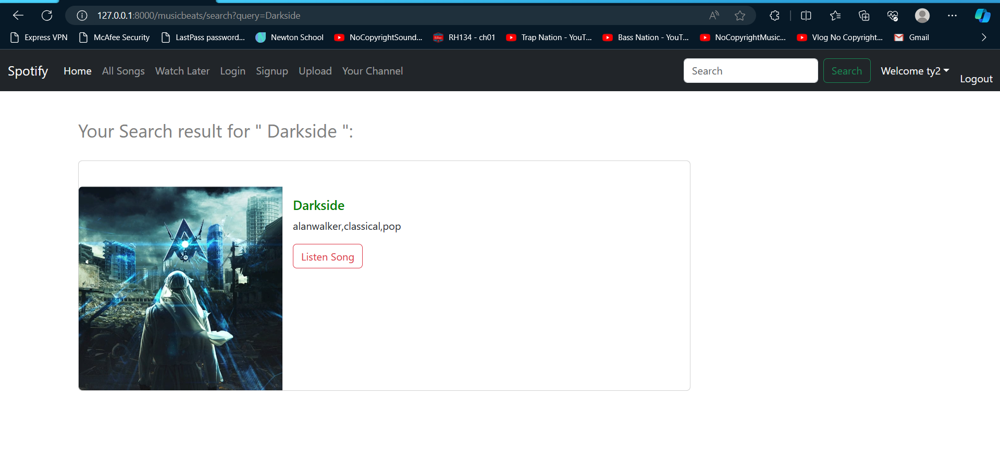 127.0.0.1:8000/musicbeats/search?query=Darkside
Express VPN McAfee Security LastPass password... Newton School NoCopyrightSound... RH134 - ch01 Trap Nation - YouT... Bass Nation - YouT... NoCopyrightMusic... Vlog No Copyright... Gmail
Spotify Home All Songs Watch Later Login Signup Upload Your Channel Search Search Welcome ty2 Logout
Your Search result for " Darkside ":
Darkside
alanwalker,classical,pop
Listen Song